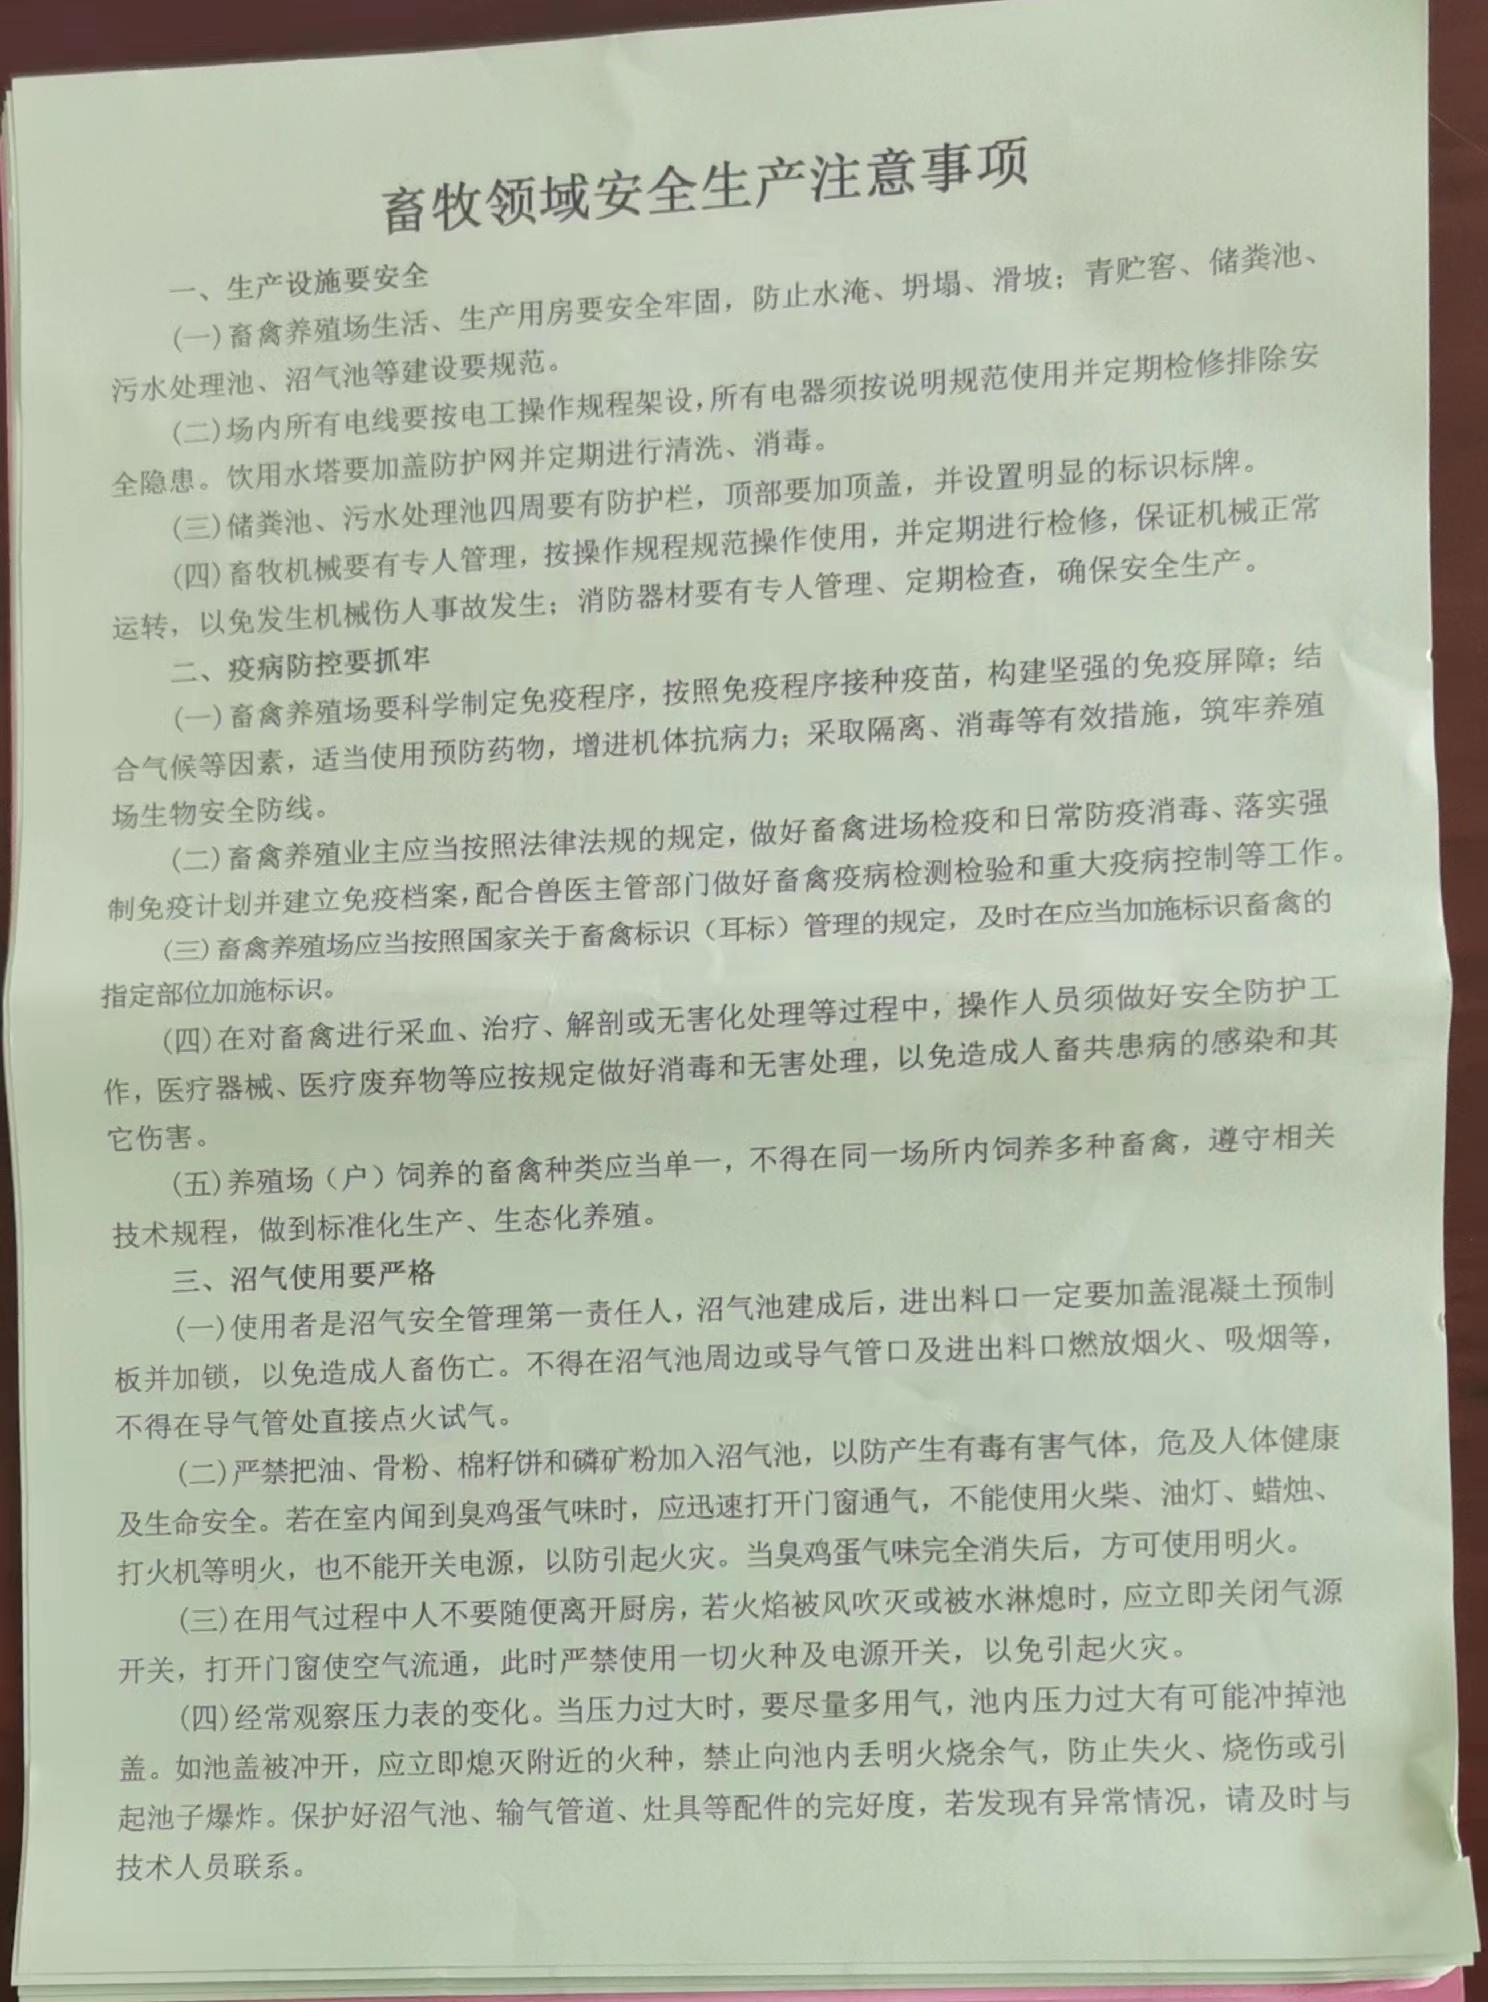 畜牧领域安全生产注意事项
一、生产设施要安全
(一)畜禽养殖场生活、生产用房要安全牢固，防止水淹、坍塌、滑坡；青贮窖、储粪池、
污水处理池、沼气池等建设要规范。
(二)场内所有电线要按电工操作规程架设，所有电器须按说明规范使用并定期检修排除安
全隐患。饮用水塔要加盖防护网并定期进行清洗、消毒。
(三)储粪池、污水处理池四周要有防护栏，顶部要加顶盖，并设置明显的标识标牌。
(四)畜牧机械要有专人管理，按操作规程规范操作使用，并定期进行检修，保证机械正常
运转，以免发生机械伤人事故发生；消防器材要有专人管理、定期检查，确保安全生产。
二、疫病防控要抓牢
(一)畜禽养殖场要科学制定免疫程序，按照免疫程序接种疫苗，构建坚强的免疫屏障；结
合气候等因素，适当使用预防药物，增进机体抗病力；采取隔离、消毒等有效措施，筑牢养殖
场生物安全防线。
(二)畜禽养殖业主应当按照法律法规的规定，做好畜禽进场检疫和日常防疫消毒、落实强
制免疫计划并建立免疫档案，配合兽医主管部门做好畜禽疫病检测检验和重大疫病控制等工作。
(三)畜禽养殖场应当按照国家关于畜禽标识（耳标）管理的规定，及时在应当加施标识畜禽的
指定部位加施标识。
(四)在对畜禽进行采血、治疗、解剖或无害化处理等过程中，操作人员须做好安全防护工
作，医疗器械、医疗废弃物等应按规定做好消毒和无害处理，以免造成人畜共患病的感染和其
它伤害。
(五)养殖场（户）饲养的畜禽种类应当单一，不得在同一场所内饲养多种畜禽，遵守相关
技术规程，做到标准化生产、生态化养殖。
三、沼气使用要严格
(一)使用者是沼气安全管理第一责任人，沼气池建成后，进出料口一定要加盖混凝土预制
板并加锁，以免造成人畜伤亡。不得在沼气池周边或导气管口及进出料口燃放烟火、吸烟等，
不得在导气管处直接点火试气。
(二)严禁把油、骨粉、棉籽饼和磷矿粉加入沼气池，以防产生有毒有害气体，危及人体健康
及生命安全。若在室内闻到臭鸡蛋气味时，应迅速打开门窗通气，不能使用火柴、油灯、蜡烛、
打火机等明火，也不能开关电源，以防引起火灾。当臭鸡蛋气味完全消失后，方可使用明火。
(三)在用气过程中人不要随便离开厨房，若火焰被风吹灭或被水淋熄时，应立即关闭气源
开关，打开门窗使空气流通，此时严禁使用一切火种及电源开关，以免引起火灾。
(四)经常观察压力表的变化。当压力过大时，要尽量多用气，池内压力过大有可能冲掉池
盖。如池盖被冲开，应立即熄灭附近的火种，禁止向池内丢明火烧余气，防止失火、烧伤或引
起池子爆炸。保护好沼气池、输气管道、灶具等配件的完好度，若发现有异常情况，请及时与
技术人员联系。